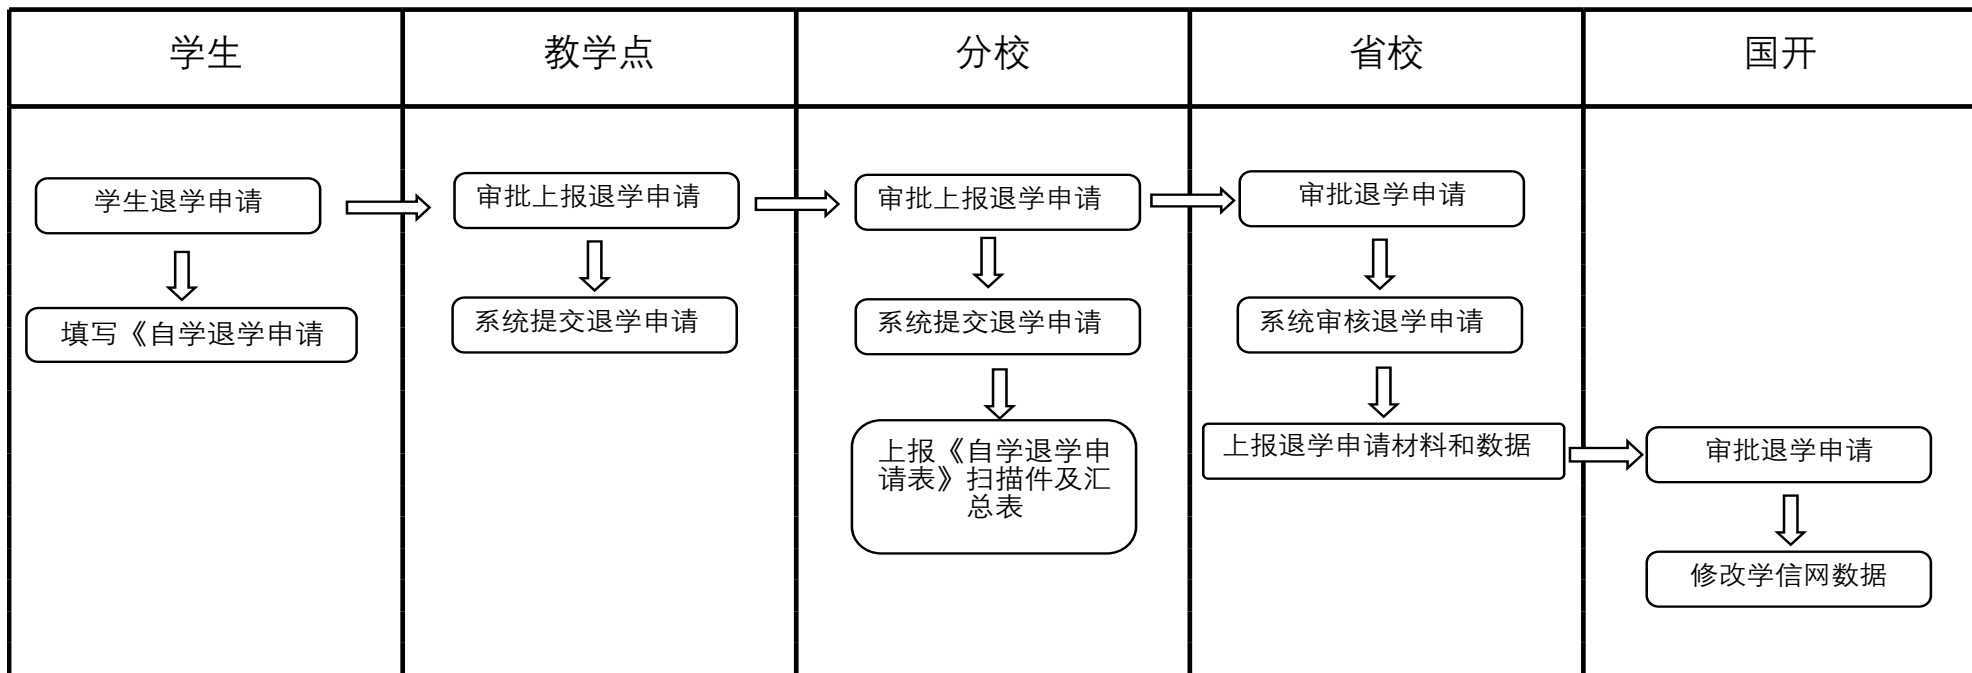 学生
教学点
分校
省校
国开
学生退学申请
审批上报退学申请
审批上报退学申请
审批退学申请
填写《自学退学申请
系统提交退学申请
系统提交退学申请
系统审核退学申请
上报《自学退学申
请表》扫描件及汇
总表
上报退学申请材料和数据
审批退学申请
修改学信网数据